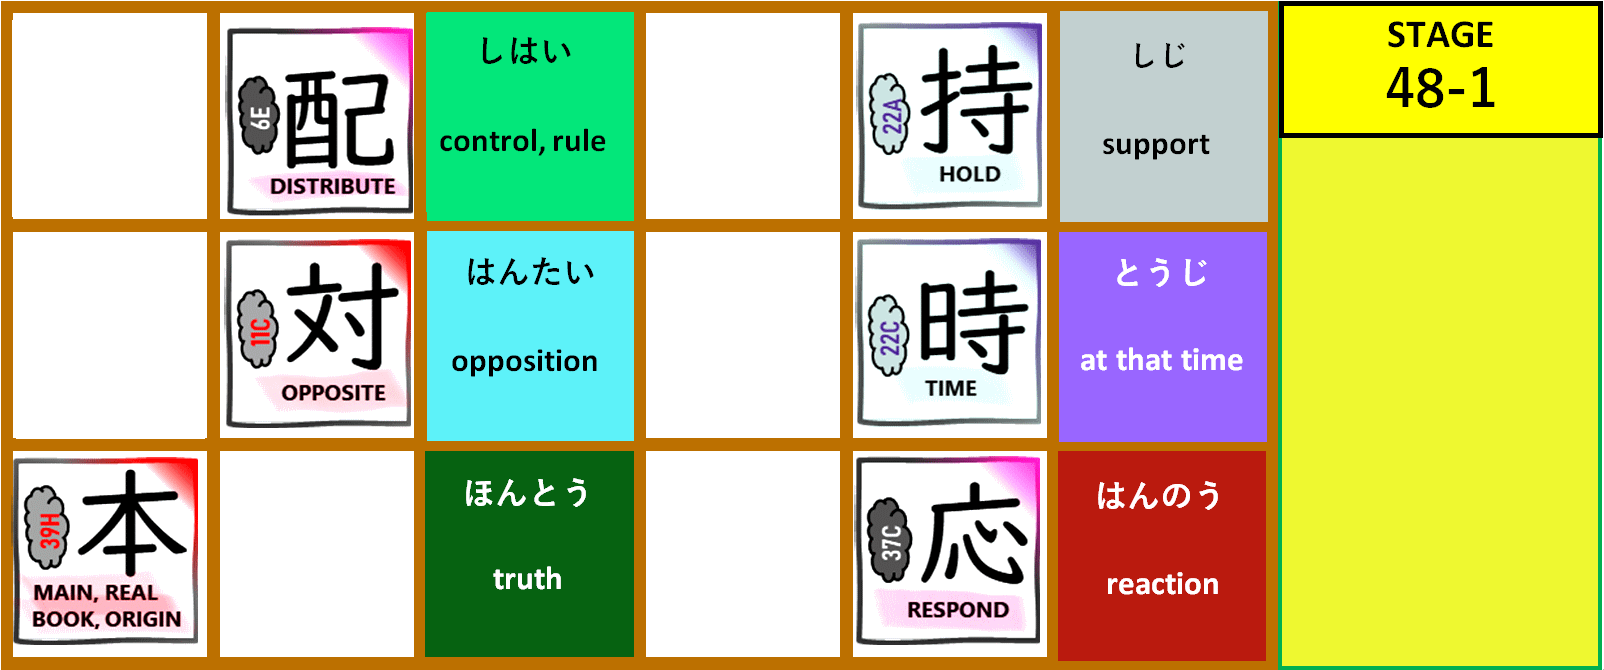 6E
配
DISTRIBUTE
しはい
control, rule
22A
持
HOLD
しじ
support
STAGE
48-1
11C
対
OPPOSITE
はんたい
opposition
22C
時
TIME
とうじ
at that time
39H
本
MAIN, REAL
BOOK, ORIGIN
ほんとう
truth
37C
応
RESPOND
はんのう
reaction